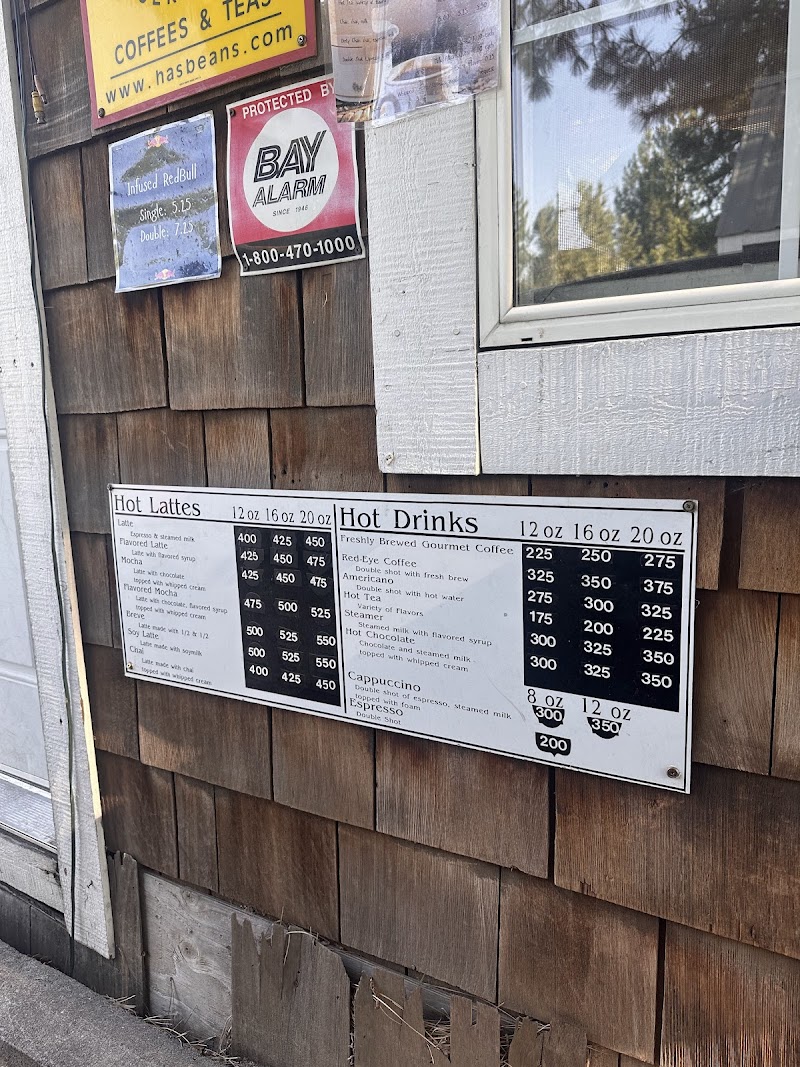 COFFEES & TEAS
www.hasbeans.com
Infused RedBull
Single: 5.25
Double: 7.25
PROTECTED BY
BAY
ALARM
SINCE 1946
1-800-470-1000
Hot Lattes 12 oz 16 oz 20 oz
Latte 400 425 450
Espresso & steamed milk
Flavored Latte 425 450 475
Latte with flavored syrup
Mocha 425 450 475
Latte with chocolate
topped with whipped cream
Flavored Mocha 475 500 525
Latte with chocolate, flavored syrup
topped with whipped cream
Breve 500 525 550
Latte made with 1/2 & 1/2
Soy Latte 500 525 550
Latte made with soymilk
Chai 400 425 450
Latte made with chai
topped with whipped cream
Hot Drinks 12 oz 16 oz 20 oz
Freshly Brewed Gourmet Coffee 225 250 275
Red-Eye Coffee 325 350 375
Double shot with fresh brew
Americano 275 300 325
Double shot with hot water
Hot Tea 175 200 225
Variety of Flavors
Steamer 300 325 350
Steamed milk with flavored syrup
Hot Chocolate 300 325 350
Chocolate and steamed milk
topped with whipped cream
8 oz 12 oz
Cappuccino 300 350
Double shot of espresso, steamed milk
topped with foam
Espresso 200
Double Shot